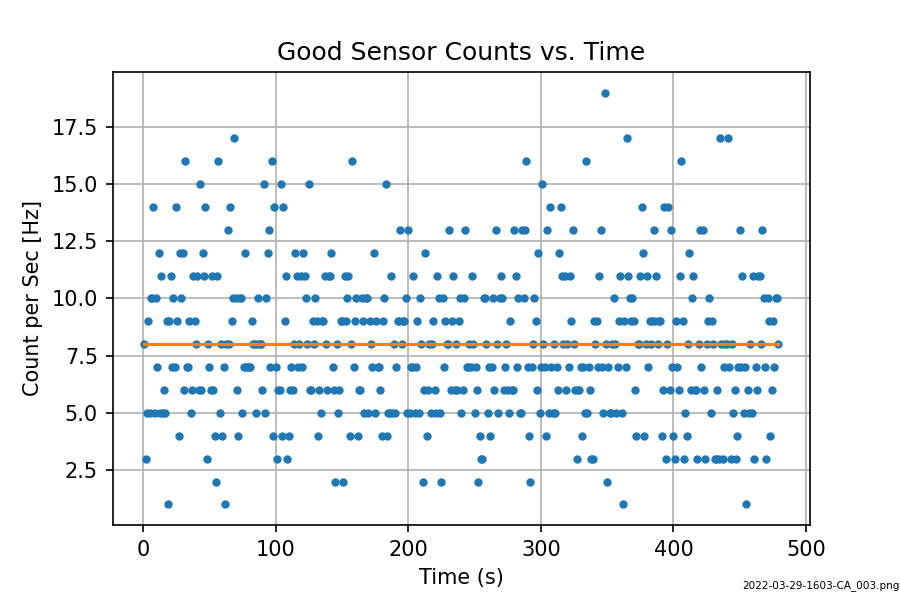 Good Sensor Counts vs. Time
17.5
15.0
12.5
10.0
7.5
5.0
2.5
Count per Sec [Hz]
0 100 200 300 400 500
Time (s)
2022-03-29-1603-CA_003.png